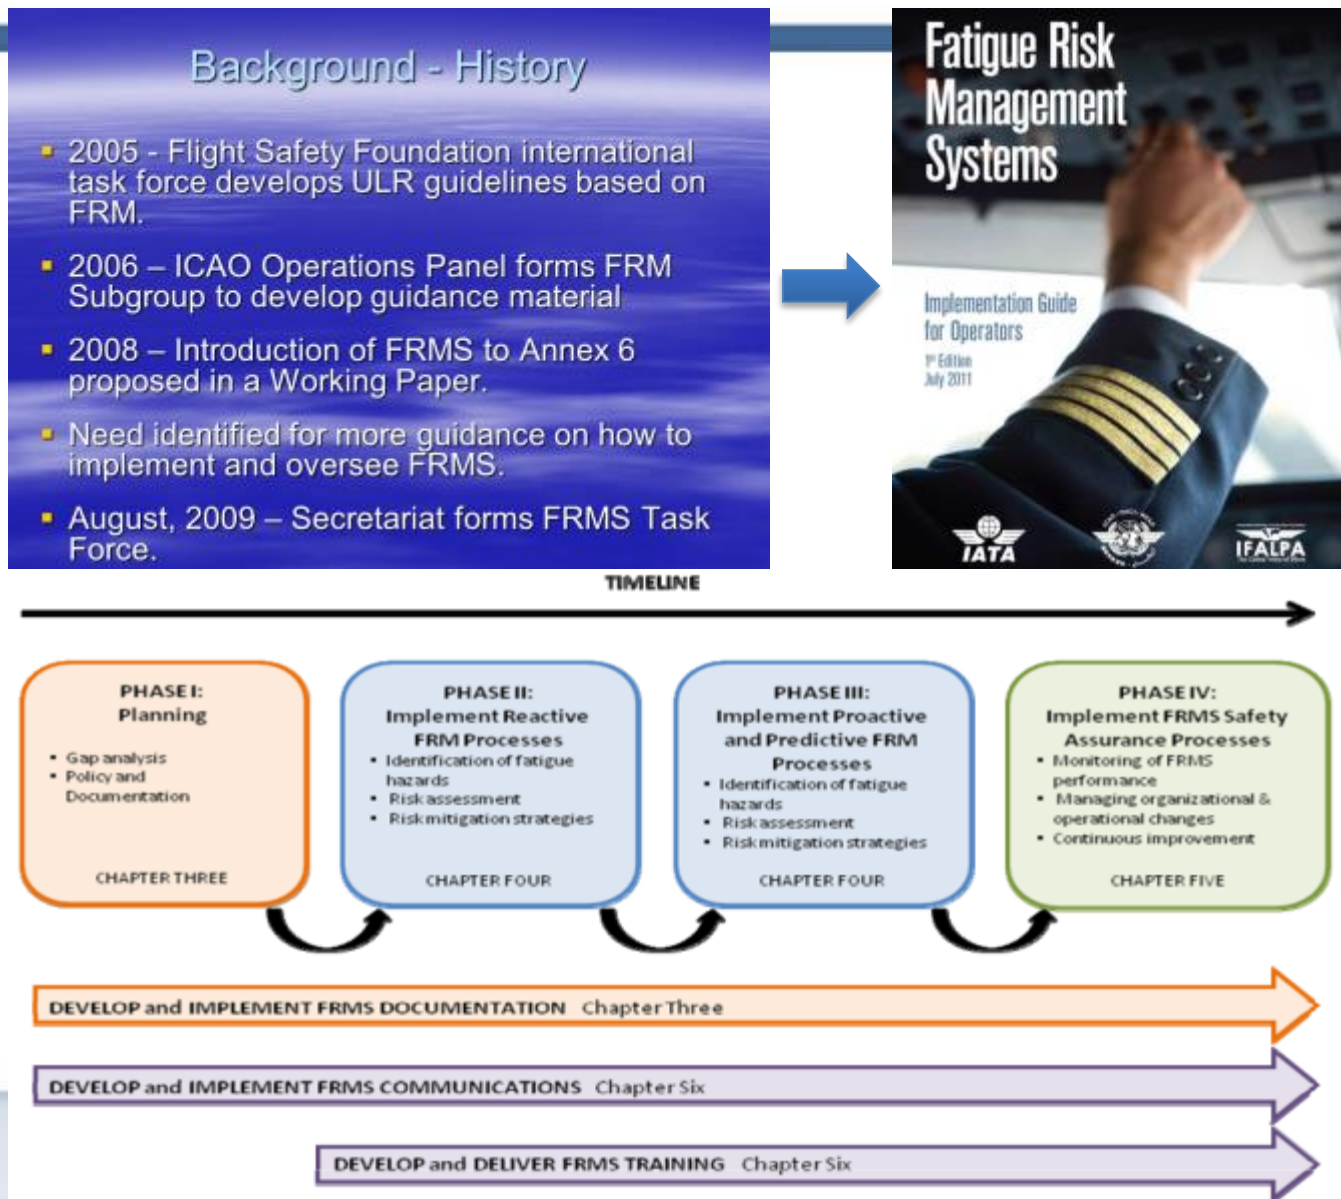 Background - History
▪ 2005 - Flight Safety Foundation international
task force develops ULR guidelines based on
FRM.
▪ 2006 – ICAO Operations Panel forms FRM
Subgroup to develop guidance material
▪ 2008 – Introduction of FRMS to Annex 6
proposed in a Working Paper.
▪ Need identified for more guidance on how to
implement and oversee FRMS.
▪ August, 2009 – Secretariat forms FRMS Task
Force.
Fatigue Risk
Management
Systems
Implementation Guide
for Operators
1st Edition
July 2011
IATA
IFALPA
TIMELINE
PHASE I:
Planning
▪ Gap analysis
▪ Policy and
Documentation
CHAPTER THREE
PHASE II:
Implement Reactive
FRM Processes
▪ Identification of fatigue
hazards
▪ Risk assessment
▪ Risk mitigation strategies
CHAPTER FOUR
PHASE III:
Implement Proactive
and Predictive FRM
Processes
▪ Identification of fatigue
hazards
▪ Risk assessment
▪ Risk mitigation strategies
CHAPTER FOUR
PHASE IV:
Implement FRMS Safety
Assurance Processes
▪ Monitoring of FRMS
performance
▪ Managing organizational &
operational changes
▪ Continuous improvement
CHAPTER FIVE
DEVELOP and IMPLEMENT FRMS DOCUMENTATION Chapter Three
DEVELOP and IMPLEMENT FRMS COMMUNICATIONS Chapter Six
DEVELOP and DELIVER FRMS TRAINING Chapter Six